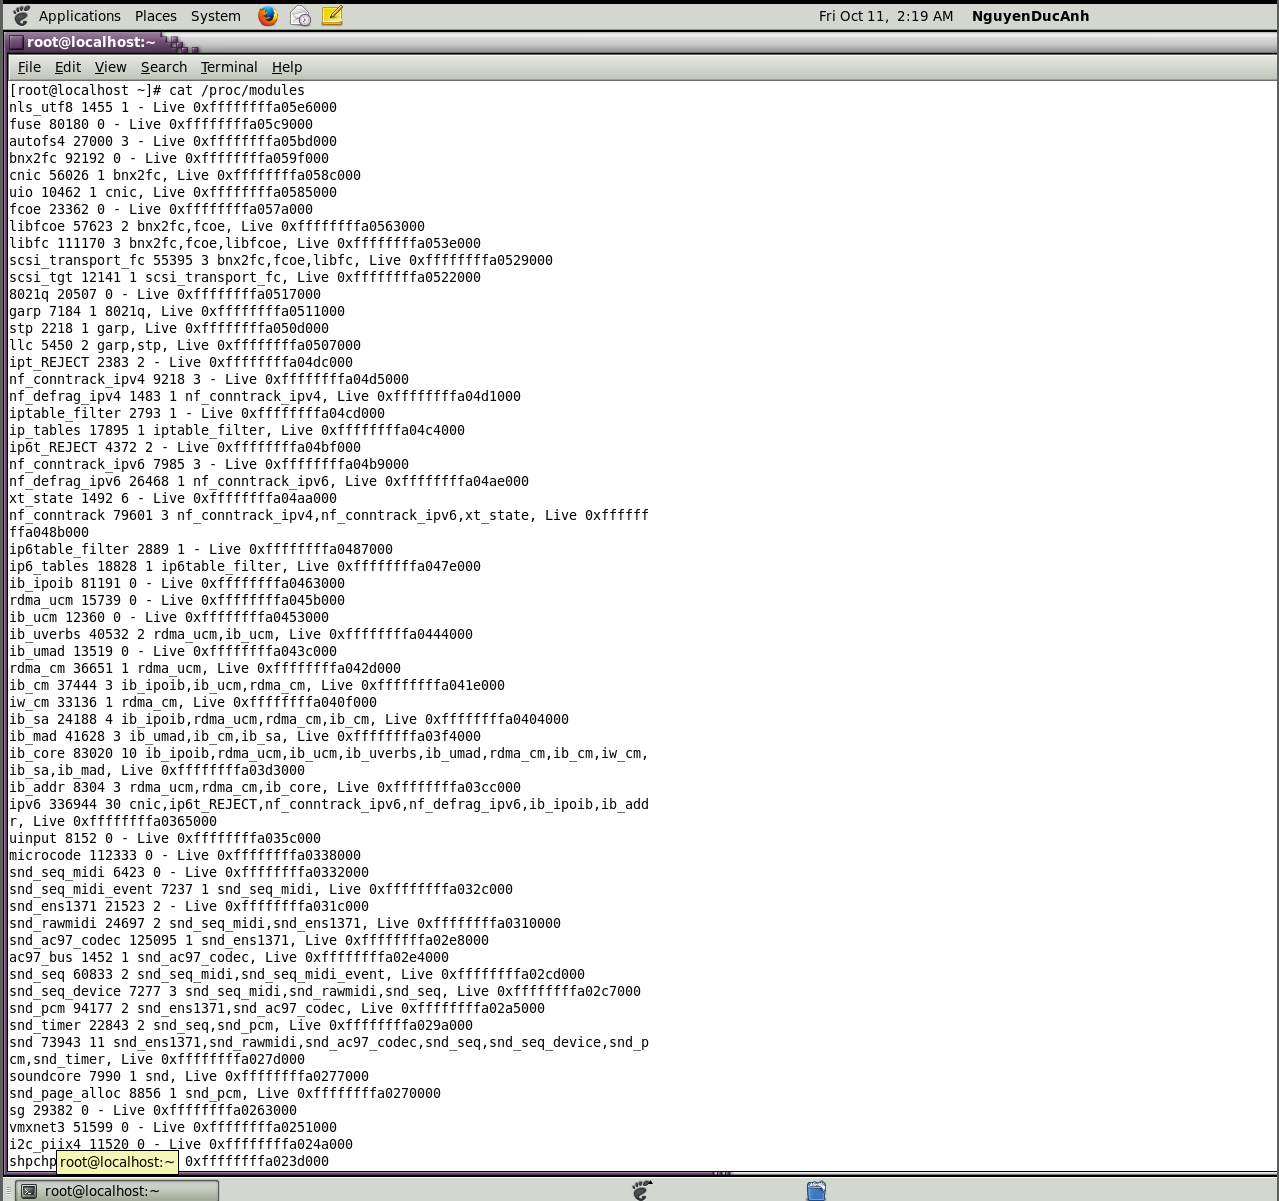 Applications Places System Fri Oct 11, 2:19 AM NguyenDucAnh
root@localhost:~
File Edit View Search Terminal Help
[root@localhost ~]# cat /proc/modules
nls_utf8 1455 1 - Live 0xffffffffa05e6000
fuse 80180 0 - Live 0xffffffffa05c9000
autofs4 27000 3 - Live 0xffffffffa05bd000
bnx2fc 92192 0 - Live 0xffffffffa059f000
cnic 56026 1 bnx2fc, Live 0xffffffffa058c000
uio 10462 1 cnic, Live 0xffffffffa0585000
fcoe 23362 0 - Live 0xffffffffa057a000
libfcoe 57623 2 bnx2fc,fcoe, Live 0xffffffffa0563000
libfc 111170 3 bnx2fc,fcoe,libfcoe, Live 0xffffffffa053e000
scsi_transport_fc 55395 3 bnx2fc,fcoe,libfc, Live 0xffffffffa0529000
scsi_tgt 12141 1 scsi_transport_fc, Live 0xffffffffa0522000
8021q 20507 0 - Live 0xffffffffa0517000
garp 7184 1 8021q, Live 0xffffffffa0511000
stp 2218 1 garp, Live 0xffffffffa050d000
llc 5450 2 garp,stp, Live 0xffffffffa0507000
ipt_REJECT 2383 2 - Live 0xffffffffa04dc000
nf_conntrack_ipv4 9218 3 - Live 0xffffffffa04d5000
nf_defrag_ipv4 1483 1 nf_conntrack_ipv4, Live 0xffffffffa04d1000
iptable_filter 2793 1 - Live 0xffffffffa04cd000
ip_tables 17895 1 iptable_filter, Live 0xffffffffa04c4000
ip6t_REJECT 4372 2 - Live 0xffffffffa04bf000
nf_conntrack_ipv6 7985 3 - Live 0xffffffffa04b9000
nf_defrag_ipv6 26468 1 nf_conntrack_ipv6, Live 0xffffffffa04ae000
xt_state 1492 6 - Live 0xffffffffa04aa000
nf_conntrack 79601 3 nf_conntrack_ipv4,nf_conntrack_ipv6,xt_state, Live 0xffffff
ffa048b000
ip6table_filter 2889 1 - Live 0xffffffffa0487000
ip6_tables 18828 1 ip6table_filter, Live 0xffffffffa047e000
ib_ipoib 81191 0 - Live 0xffffffffa0463000
rdma_ucm 15739 0 - Live 0xffffffffa045b000
ib_ucm 12360 0 - Live 0xffffffffa0453000
ib_uverbs 40532 2 rdma_ucm,ib_ucm, Live 0xffffffffa0444000
ib_umad 13519 0 - Live 0xffffffffa043c000
rdma_cm 36651 1 rdma_ucm, Live 0xffffffffa042d000
ib_cm 37444 3 ib_ipoib,ib_ucm,rdma_cm, Live 0xffffffffa041e000
iw_cm 33136 1 rdma_cm, Live 0xffffffffa040f000
ib_sa 24188 4 ib_ipoib,rdma_ucm,rdma_cm,ib_cm, Live 0xffffffffa0404000
ib_mad 41628 3 ib_umad,ib_cm,ib_sa, Live 0xffffffffa03f4000
ib_core 83020 10 ib_ipoib,rdma_ucm,ib_ucm,ib_uverbs,ib_umad,rdma_cm,ib_cm,iw_cm,
ib_sa,ib_mad, Live 0xffffffffa03d3000
ib_addr 8304 3 rdma_ucm,rdma_cm,ib_core, Live 0xffffffffa03cc000
ipv6 336944 30 cnic,ip6t_REJECT,nf_conntrack_ipv6,nf_defrag_ipv6,ib_ipoib,ib_add
r, Live 0xffffffffa0365000
uinput 8152 0 - Live 0xffffffffa035c000
microcode 112333 0 - Live 0xffffffffa0338000
snd_seq_midi 6423 0 - Live 0xffffffffa0332000
snd_seq_midi_event 7237 1 snd_seq_midi, Live 0xffffffffa032c000
snd_ens1371 21523 2 - Live 0xffffffffa031c000
snd_rawmidi 24697 2 snd_seq_midi,snd_ens1371, Live 0xffffffffa0310000
snd_ac97_codec 125095 1 snd_ens1371, Live 0xffffffffa02e8000
ac97_bus 1452 1 snd_ac97_codec, Live 0xffffffffa02e4000
snd_seq 60833 2 snd_seq_midi,snd_seq_midi_event, Live 0xffffffffa02cd000
snd_seq_device 7277 3 snd_seq_midi,snd_rawmidi,snd_seq, Live 0xffffffffa02c7000
snd_pcm 94177 2 snd_ens1371,snd_ac97_codec, Live 0xffffffffa02a5000
snd_timer 22843 2 snd_seq,snd_pcm, Live 0xffffffffa029a000
snd 73943 11 snd_ens1371,snd_rawmidi,snd_ac97_codec,snd_seq,snd_seq_device,snd_p
cm,snd_timer, Live 0xffffffffa027d000
soundcore 7990 1 snd, Live 0xffffffffa0277000
snd_page_alloc 8856 1 snd_pcm, Live 0xffffffffa0270000
sg 29382 0 - Live 0xffffffffa0263000
vmxnet3 51599 0 - Live 0xffffffffa0251000
i2c_piix4 11520 0 - Live 0xffffffffa024a000
shpchp root@localhost:~ 0xffffffffa023d000
root@localhost:~